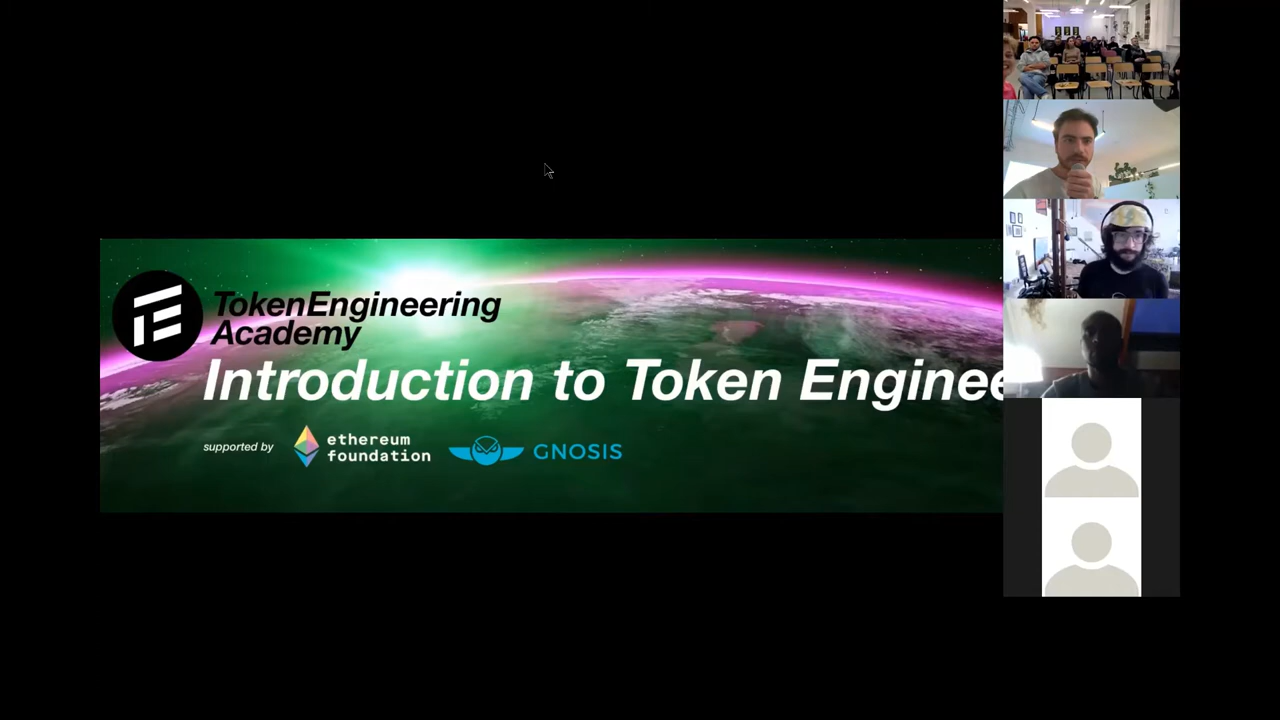 TokenEngineering
Academy
Introduction to Token Enginee
supported by
ethereum
foundation
GNOSIS